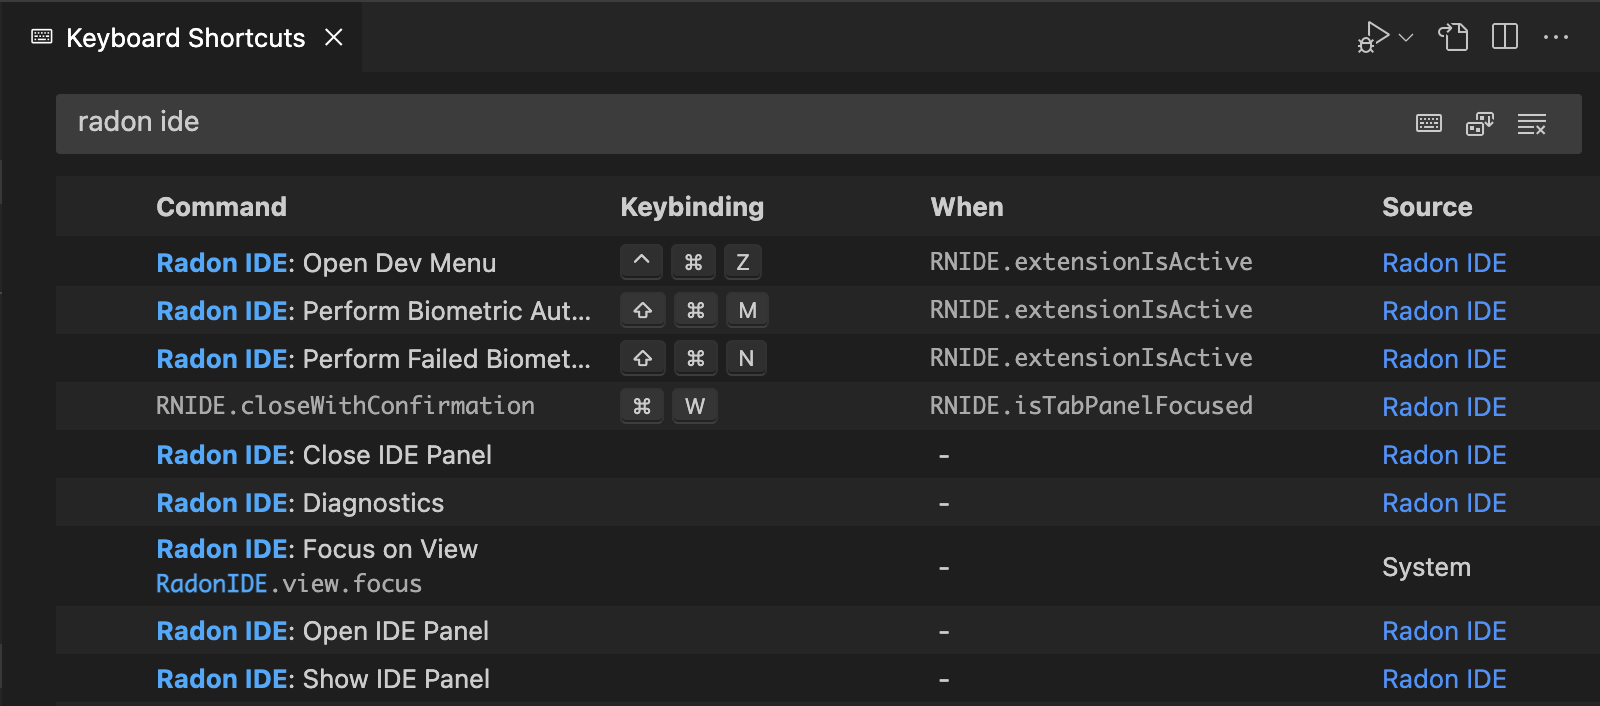 Keyboard Shortcuts
radon ide
Command Keybinding When Source
Radon IDE: Open Dev Menu ⌃ ⌘ Z RNIDE.extensionIsActive Radon IDE
Radon IDE: Perform Biometric Aut... ⇧ ⌘ M RNIDE.extensionIsActive Radon IDE
Radon IDE: Perform Failed Biomet... ⇧ ⌘ N RNIDE.extensionIsActive Radon IDE
RNIDE.closeWithConfirmation ⌘ W RNIDE.isTabPanelFocused Radon IDE
Radon IDE: Close IDE Panel - Radon IDE
Radon IDE: Diagnostics - Radon IDE
Radon IDE: Focus on View
RadonIDE.view.focus - System
Radon IDE: Open IDE Panel - Radon IDE
Radon IDE: Show IDE Panel - Radon IDE